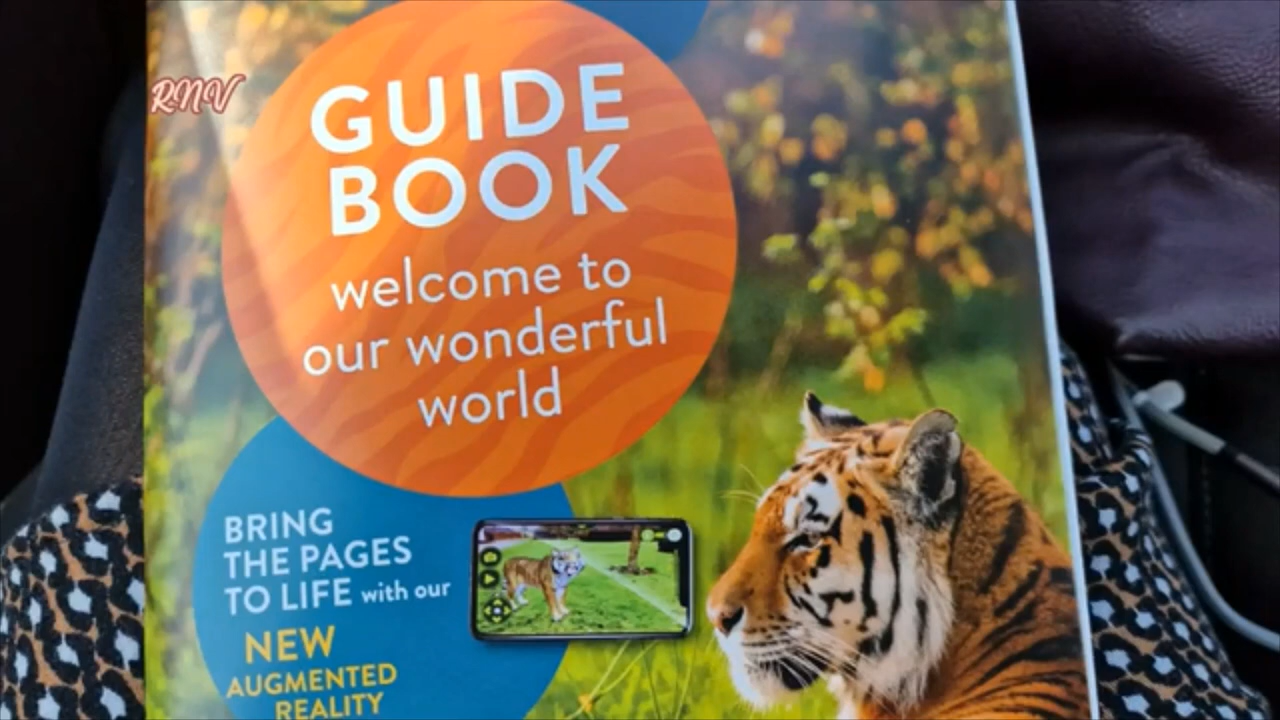 RNV
GUIDE
BOOK
welcome to
our wonderful
world
BRING
THE PAGES
TO LIFE with our
NEW
AUGMENTED
REALITY